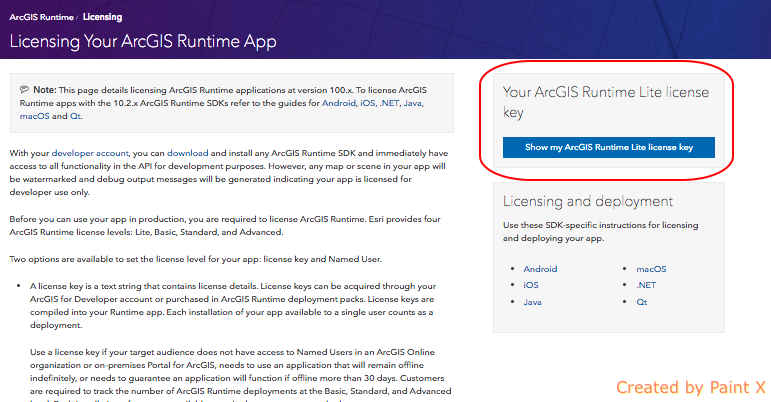 ArcGIS Runtime / Licensing
Licensing Your ArcGIS Runtime App
Note: This page details licensing ArcGIS Runtime applications at version 100.x. To license ArcGIS
Runtime apps with the 10.2.x ArcGIS Runtime SDKs refer to the guides for Android, iOS, .NET, Java,
macOS and Qt.
With your developer account, you can download and install any ArcGIS Runtime SDK and immediately have
access to all functionality in the API for development purposes. However, any map or scene in your app will
be watermarked and debug output messages will be generated indicating your app is licensed for
developer use only.
Before you can use your app in production, you are required to license ArcGIS Runtime. Esri provides four
ArcGIS Runtime license levels: Lite, Basic, Standard, and Advanced.
Two options are available to set the license level for your app: license key and Named User.
• A license key is a text string that contains license details. License keys can be acquired through your
ArcGIS for Developer account or purchased in ArcGIS Runtime deployment packs. License keys are
compiled into your Runtime app. Each installation of your app available to a single user counts as a
deployment.
Use a license key if your target audience does not have access to Named Users in an ArcGIS Online
organization or on-premises Portal for ArcGIS, needs to use an application that will remain offline
indefinitely, or needs to guarantee an application will function if offline more than 30 days. Customers
are required to track the number of ArcGIS Runtime deployments at the Basic, Standard, and Advanced
Your ArcGIS Runtime Lite license
key
Show my ArcGIS Runtime Lite license key
Licensing and deployment
Use these SDK-specific instructions for licensing
and deploying your app.
• Android
• iOS
• Java
• macOS
• .NET
• Qt
Created by Paint X